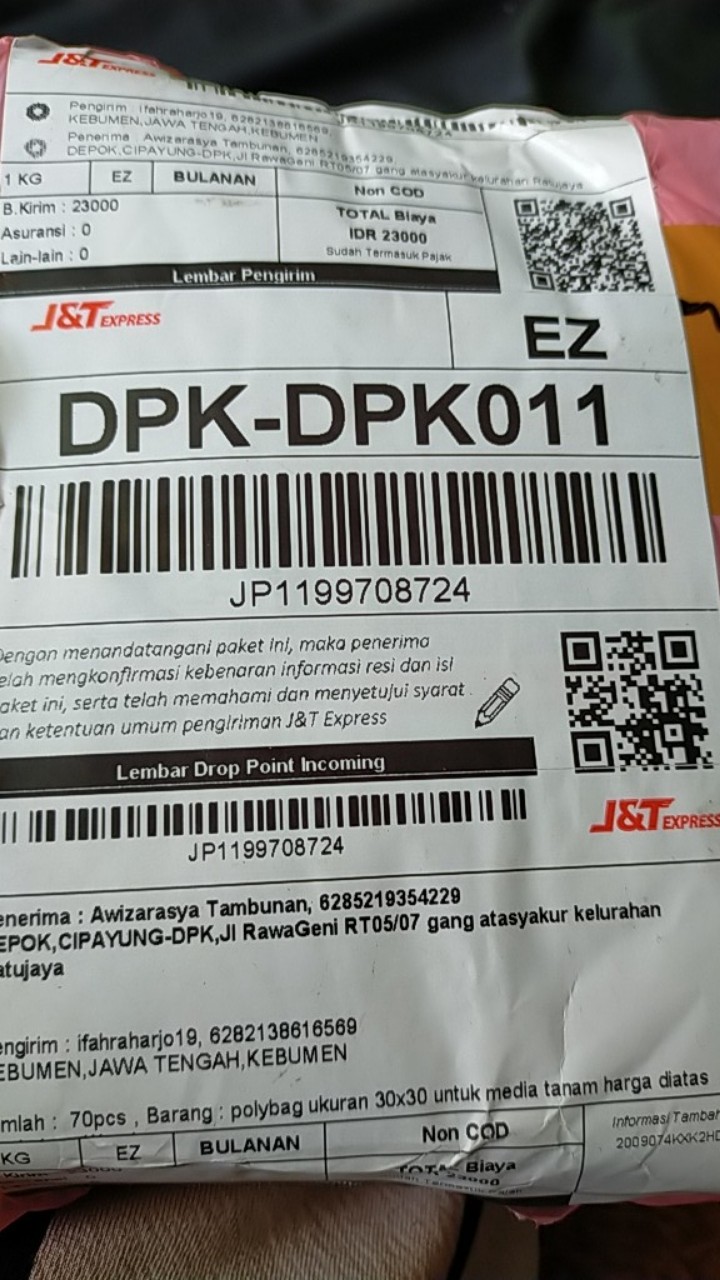 J&T EXPRESS
Pengirim : ifahraharjo19, 6282138616569,
KEBUMEN,JAWA TENGAH,KEBUMEN
Penerima : Awizarasya Tambunan, 6285219354229,
DEPOK,CIPAYUNG-DPK,Jl RawaGeni RT05/07 gang atasyakur kelurahan Ratujaya
1 KG
EZ
BULANAN
Non COD
B.Kirim : 23000
Asuransi : 0
Lain-lain : 0
TOTAL Biaya
IDR 23000
Sudah Termasuk Pajak
Lembar Pengirim
J&T EXPRESS
EZ
DPK-DPK011
JP1199708724
Dengan menandatangani paket ini, maka penerima
elah mengkonfirmasi kebenaran informasi resi dan isi
aket ini, serta telah memahami dan menyetujui syarat
an ketentuan umum pengiriman J&T Express
Lembar Drop Point Incoming
JP1199708724
J&T EXPRESS
enerima : Awizarasya Tambunan, 6285219354229
EPOK,CIPAYUNG-DPK,Jl RawaGeni RT05/07 gang atasyakur kelurahan
atujaya
engirim : ifahraharjo19, 6282138616569
EBUMEN,JAWA TENGAH,KEBUMEN
mlah : 70pcs , Barang : polybag ukuran 30x30 untuk media tanam harga diatas
KG
EZ
BULANAN
Non COD
Informasi Tambah
2009074KXK2HD
TOTAL Biaya
23000